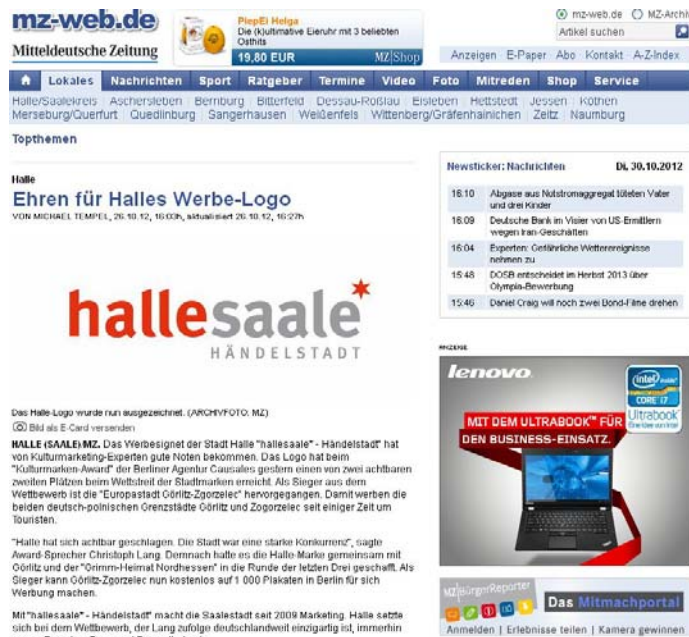 mz-web.de
Mitteldeutsche Zeitung
PiepEi Helga
Die (k)ultimative Eieruhr mit 3 beliebten
Osthits
19,80 EUR
MZ Shop
mz-web.de MZ-Archiv
Artikel suchen
Anzeigen E-Paper Abo Kontakt A-Z-Index
Lokales Nachrichten Sport Ratgeber Termine Video Foto Mitreden Shop Service
Halle/Saalekreis Aschersleben Bernburg Bitterfeld Dessau-Roßlau Eisleben Hettstedt Jessen Köthen
Merseburg/Querfurt Quedlinburg Sangerhausen Weißenfels Wittenberg/Gräfenhainichen Zeitz Naumburg
Topthemen
Halle
Ehren für Halles Werbe-Logo
VON MICHAEL TEMPEL, 26.10.12, 16:00h, aktualisiert 26.10.12, 16:27h
hallesaale*
HÄNDELSTADT
Das Halle-Logo wurde nun ausgezeichnet. (ARCHIVFOTO: MZ)
Bild als E-Card versenden
HALLE (SAALE)/MZ. Das Werbesignet der Stadt Halle "hallesaale* - Händelstadt" hat
von Kulturmarketing-Experten gute Noten bekommen. Das Logo hat beim
"Kulturmarken-Award" der Berliner Agentur Causales gestern einen von zwei achtbaren
zweiten Plätzen beim Wettstreit der Stadtmarken erreicht. Als Sieger aus dem
Wettbewerb ist die "Europastadt Görlitz-Zgorzelec" hervorgegangen. Damit werben die
beiden deutsch-polnischen Grenzstädte Görlitz und Zogorzelec seit einiger Zeit um
Touristen.
"Halle hat sich achtbar geschlagen. Die Stadt war eine starke Konkurrenz", sagte
Award-Sprecher Christoph Lang. Demnach hatte es die Halle-Marke gemeinsam mit
Görlitz und der "Grimm-Heimat Nordhessen" in die Runde der letzten Drei geschafft. Als
Sieger kann Görlitz-Zgorzelec nun kostenlos auf 1 000 Plakaten in Berlin für sich
Werbung machen.
Mit "hallesaale* - Händelstadt" macht die Saalestadt seit 2009 Marketing. Halle setzte
sich bei dem Wettbewerb, der Lang zufolge deutschlandweit einzigartig ist, immerhin
Newsticker: Nachrichten Di, 30.10.2012
16:10 Abgase aus Notstromaggregat töteten Vater
und drei Kinder
16:09 Deutsche Bank im Visier von US-Ermittlern
wegen Iran-Geschäften
16:04 Experten: Gefährliche Wetterereignisse
nehmen zu
15:48 DOSB entscheidet im Herbst 2013 über
Olympia-Bewerbung
15:46 Daniel Craig will noch zwei Bond-Filme drehen
ANZEIGE
lenovo
intel inside
CORE i7
Ultrabook
MIT DEM ULTRABOOK™ FÜR
DEN BUSINESS-EINSATZ.
MZ BürgerReporter
Das Mitmachportal
Anmelden | Erlebnisse teilen | Kamera gewinnen